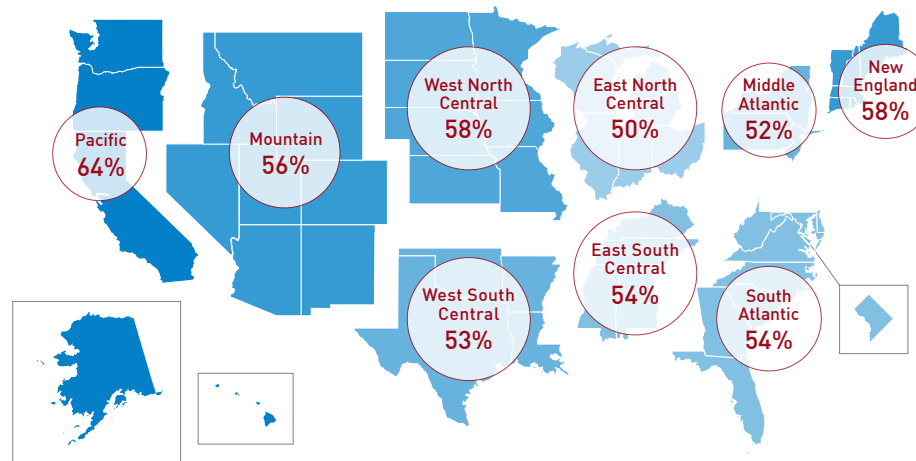 Pacific
64%
Mountain
56%
West North
Central
58%
East North
Central
50%
Middle
Atlantic
52%
New
England
58%
West South
Central
53%
East South
Central
54%
South
Atlantic
54%